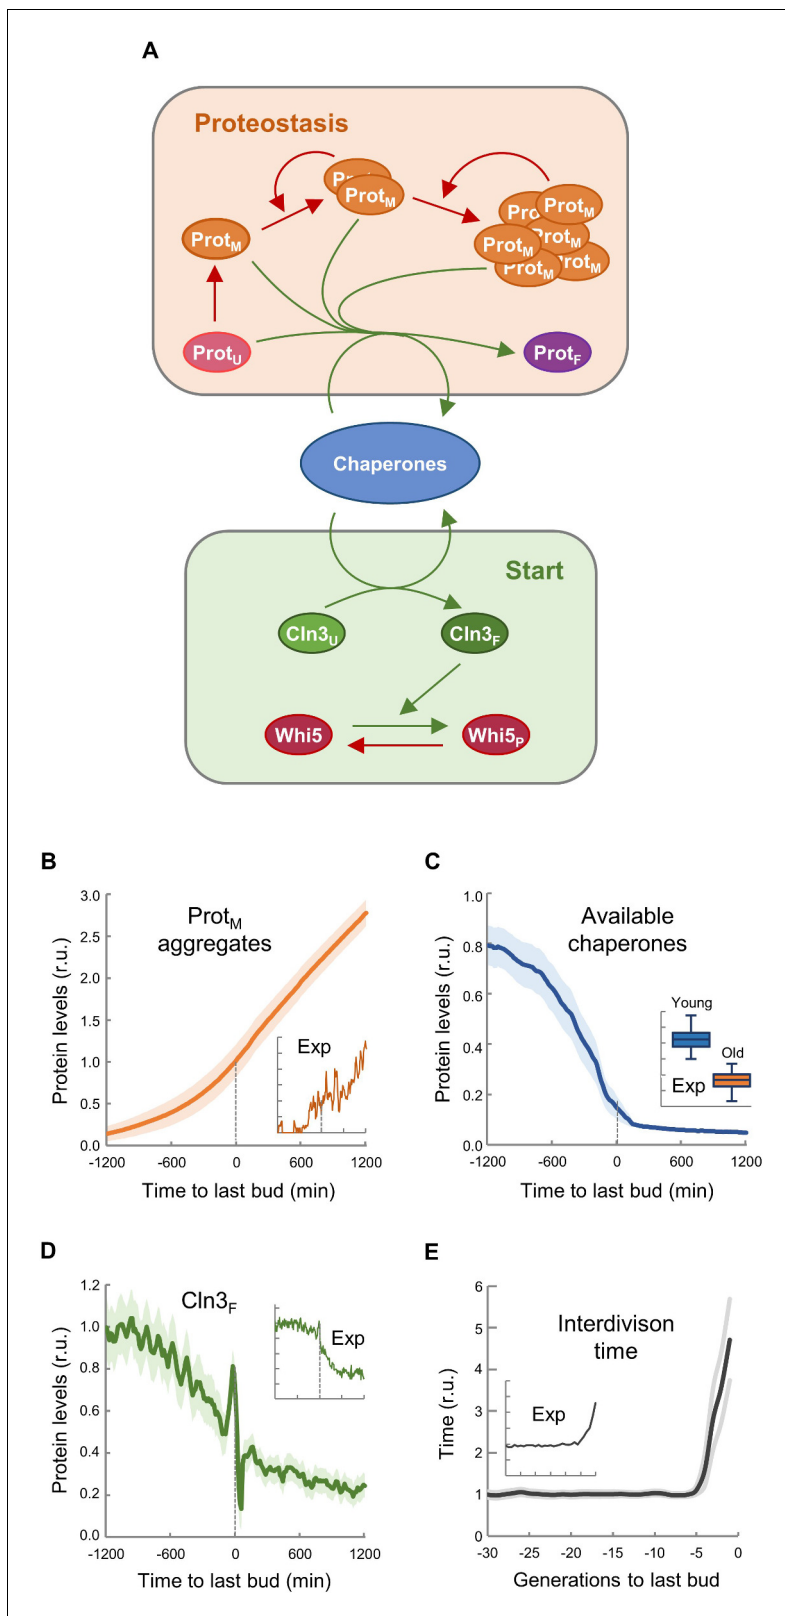 A
Proteostasis
Prot
ProtM
Prot
ProtM
ProtM
ProtM
ProtM
ProtM
ProtM
ProtU
ProtF
Chaperones
Start
Cln3U
Cln3F
Whi5
Whi5P
B
ProtM
aggregates
Protein levels (r.u.)
3.0
2.5
2.0
1.5
1.0
0.5
0.0
Exp
-1200
-600
0
600
1200
Time to last bud (min)
C
Available
chaperones
Protein levels (r.u.)
1.0
0.8
0.6
0.4
0.2
0.0
Young
Old
Exp
-1200
-600
0
600
1200
Time to last bud (min)
D
Cln3F
Protein levels (r.u.)
1.2
1.0
0.8
0.6
0.4
0.2
0.0
Exp
-1200
-600
0
600
1200
Time to last bud (min)
E
Interdivison
time
Time (r.u.)
6
5
4
3
2
1
0
Exp
-30
-25
-20
-15
-10
-5
0
Generations to last bud